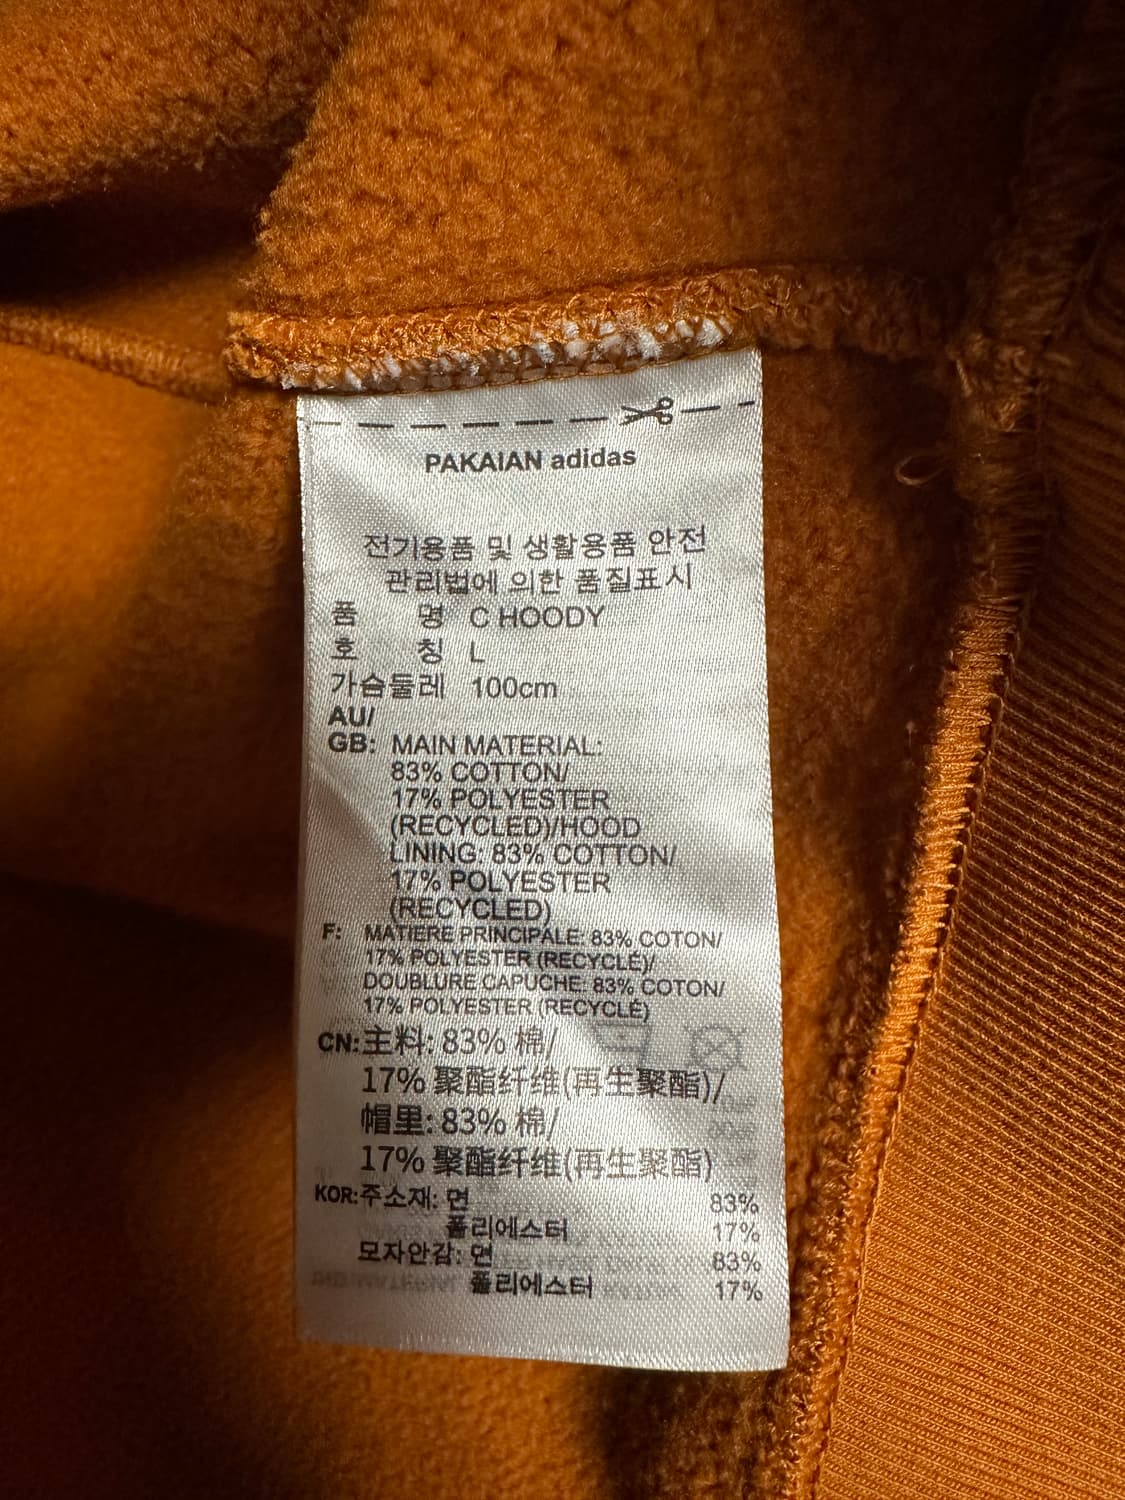 PAKAIAN adidas
전기용품 및 생활용품 안전
관리법에 의한 품질표시
품 명 C HOODY
호 칭 L
가슴둘레 100cm
AU/
GB: MAIN MATERIAL:
83% COTTON/
17% POLYESTER
(RECYCLED)/HOOD
LINING: 83% COTTON/
17% POLYESTER
(RECYCLED)
F: MATIÈRE PRINCIPALE: 83% COTON/
17% POLYESTER (RECYCLÉ)/
DOUBLURE CAPUCHE: 83% COTON/
17% POLYESTER (RECYCLÉ)
CN: 主料: 83% 棉/
17% 聚酯纤维(再生聚酯)/
帽里: 83% 棉/
17% 聚酯纤维(再生聚酯)
KOR: 주소재: 면 83%
폴리에스터 17%
모자안감: 면 83%
폴리에스터 17%